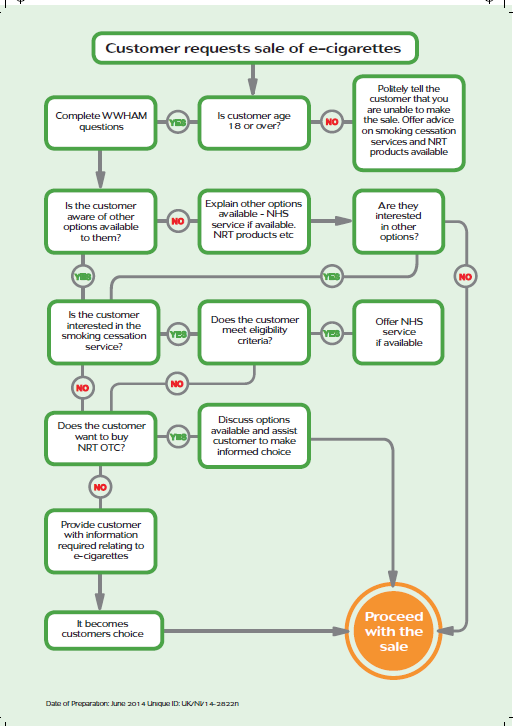 Customer requests sale of e-cigarettes
Complete WWHAM
questions
YES
Is customer age
18 or over?
NO
Politely tell the
customer that you
are unable to make
the sale. Offer advice
on smoking cessation
services and NRT
products available
Is the customer
aware of other
options available
to them?
NO
Explain other options
available - NHS
service if available.
NRT products etc
Are they
interested
in other
options?
YES
YES
NO
Is the customer
interested in the
smoking cessation
service?
YES
Does the customer
meet eligibility
criteria?
YES
Offer NHS
service
if available
NO
NO
Does the customer
want to buy
NRT OTC?
YES
Discuss options
available and assist
customer to make
informed choice
NO
Provide customer
with information
required relating to
e-cigarettes
It becomes
customers choice
Proceed
with the
sale
Date of Preparation: June 2014 Unique ID: UK/NI/14-2822n